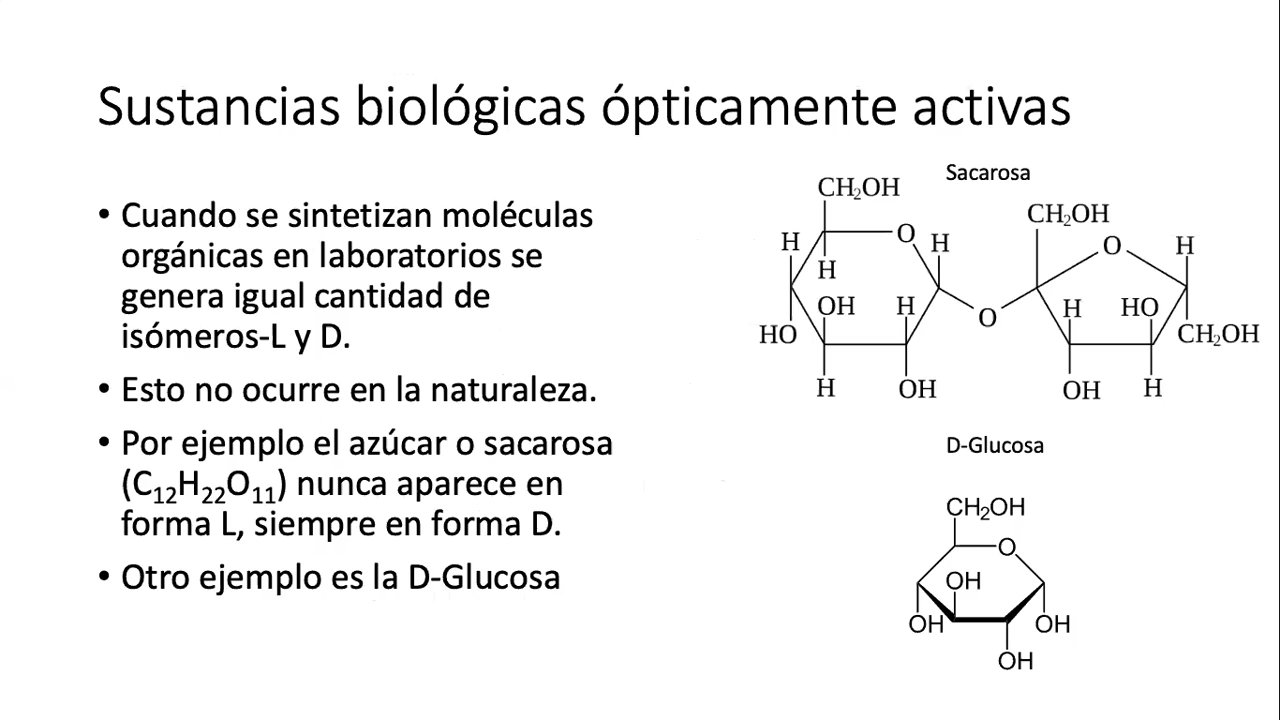 Sustancias biológicas ópticamente activas
• Cuando se sintetizan moléculas
orgánicas en laboratorios se
genera igual cantidad de
isómeros-L y D.
• Esto no ocurre en la naturaleza.
• Por ejemplo el azúcar o sacarosa
(C₁₂H₂₂O₁₁) nunca aparece en
forma L, siempre en forma D.
• Otro ejemplo es la D-Glucosa
Sacarosa
CH₂OH
CH₂OH
H O H O H
H
OH H H HO
O
HO CH₂OH
H OH OH H
D-Glucosa
CH₂OH
O
OH
OH OH
OH